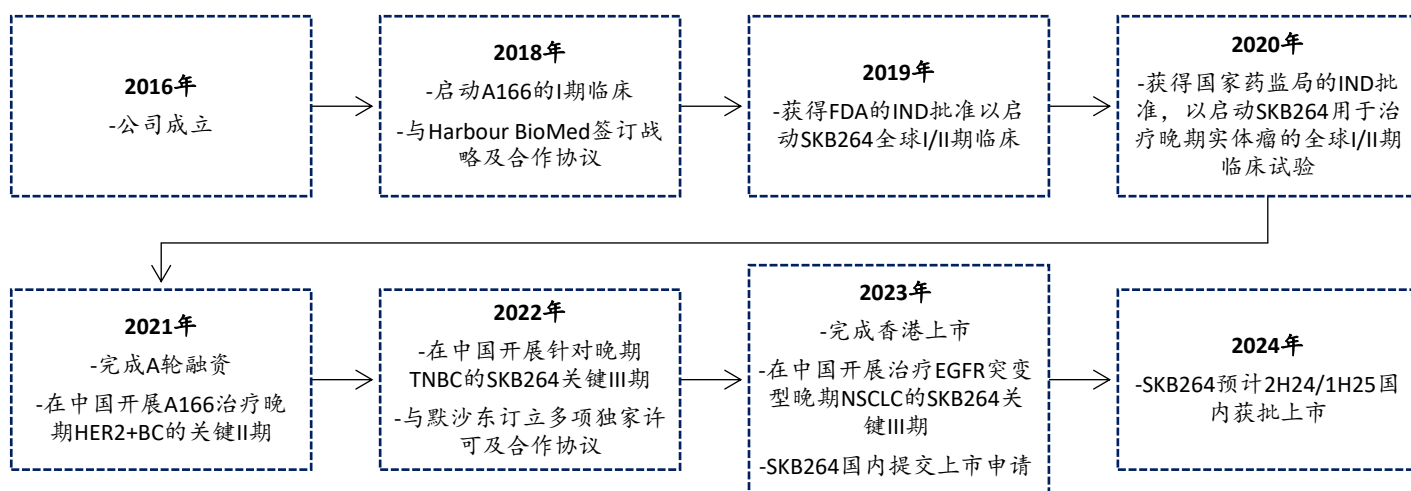 2016年
-公司成立
2018年
-启动A166的I期临床
-与Harbour BioMed签订战
略及合作协议
2019年
-获得FDA的IND批准以启
动SKB264全球I/II期临床
2020年
-获得国家药监局的IND批
准，以启动SKB264用于治
疗晚期实体瘤的全球I/II期
临床试验
2021年
-完成A轮融资
-在中国开展A166治疗晚
期HER2+BC的关键II期
2022年
-在中国开展针对晚期
TNBC的SKB264关键III期
-与默沙东订立多项独家许
可及合作协议
2023年
-完成香港上市
-在中国开展治疗EGFR突变
型晚期NSCLC的SKB264关
键III期
-SKB264国内提交上市申请
2024年
-SKB264预计2H24/1H25国
内获批上市